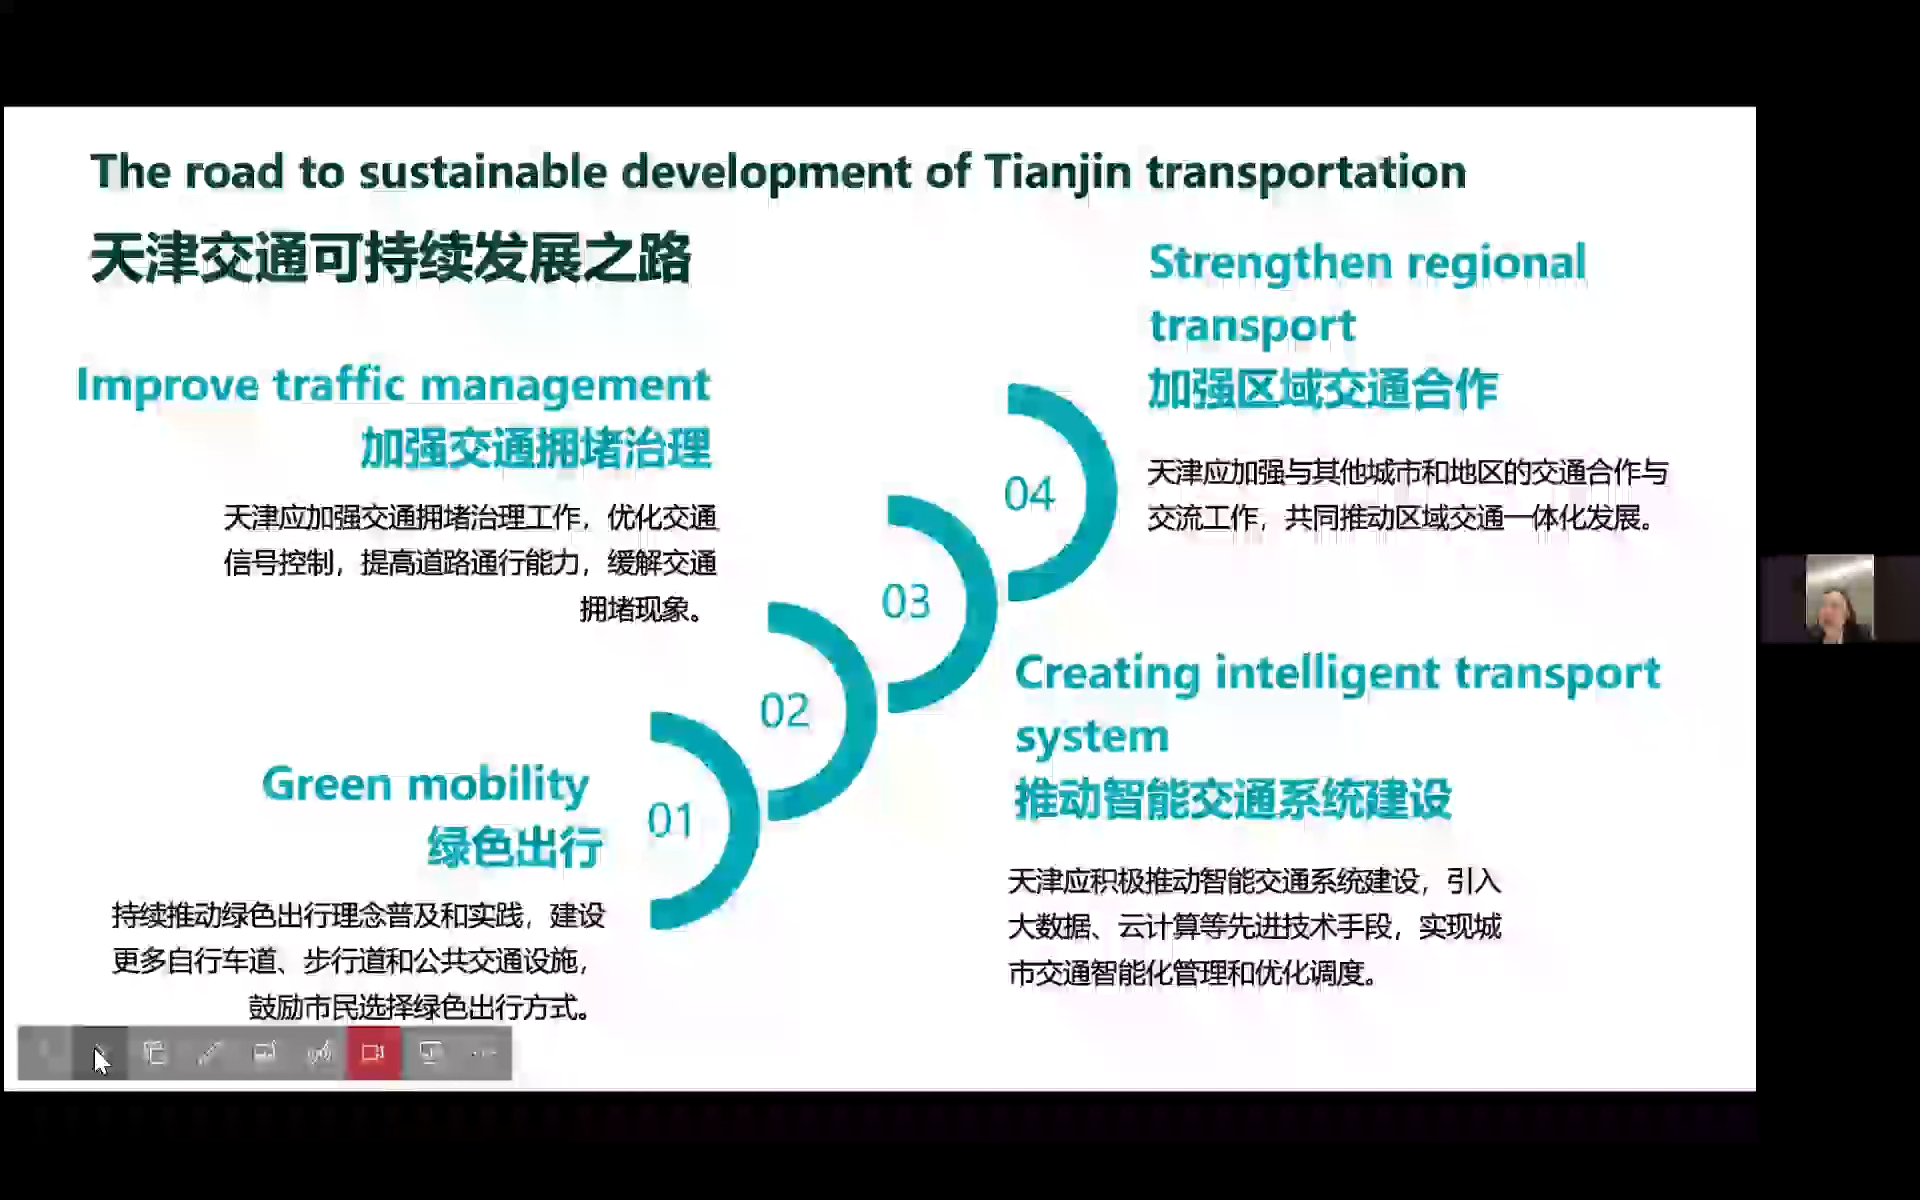 The road to sustainable development of Tianjin transportation
天津交通可持续发展之路
Improve traffic management
加强交通拥堵治理
天津应加强交通拥堵治理工作，优化交通
信号控制，提高道路通行能力，缓解交通
拥堵现象。
Green mobility
绿色出行
持续推动绿色出行理念普及和实践，建设
更多自行车道、步行道和公共交通设施，
鼓励市民选择绿色出行方式。
01
02
03
04
Strengthen regional
transport
加强区域交通合作
天津应加强与其他城市和地区的交通合作与
交流工作，共同推动区域交通一体化发展。
Creating intelligent transport
system
推动智能交通系统建设
天津应积极推动智能交通系统建设，引入
大数据、云计算等先进技术手段，实现城
市交通智能化管理和优化调度。